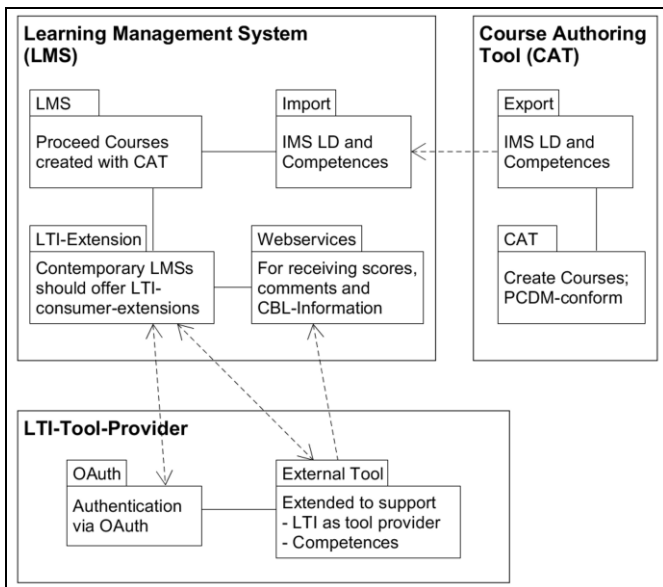 Learning Management System
(LMS)
LMS
Proceed Courses
created with CAT
Import
IMS LD and
Competences
LTI-Extension
Contemporary LMSs
should offer LTI-
consumer-extensions
Webservices
For receiving scores,
comments and
CBL-Information
Course Authoring
Tool (CAT)
Export
IMS LD and
Competences
CAT
Create Courses;
PCDM-conform
LTI-Tool-Provider
OAuth
Authentication
via OAuth
External Tool
Extended to support
- LTI as tool provider
- Competences